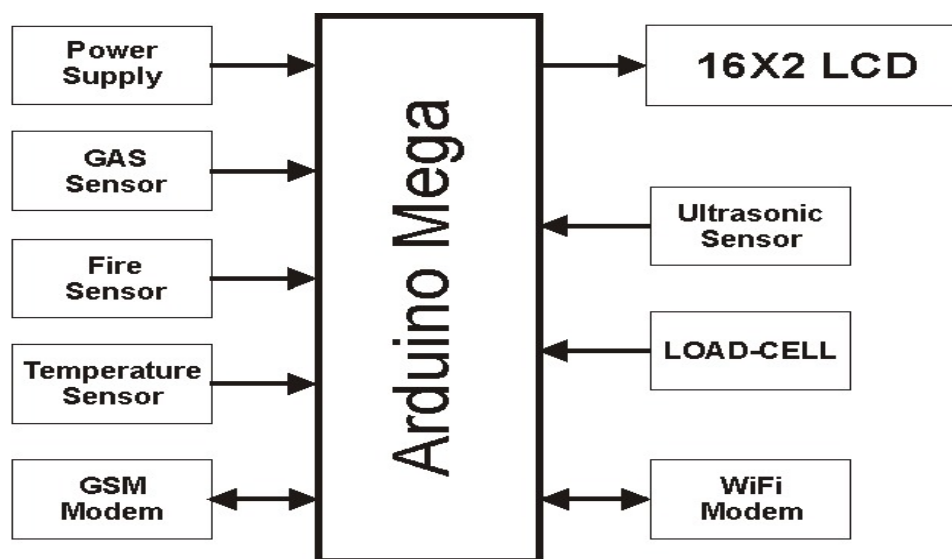 Power
Supply
GAS
Sensor
Fire
Sensor
Temperature
Sensor
GSM
Modem
Arduino Mega
16X2 LCD
Ultrasonic
Sensor
LOAD-CELL
WiFi
Modem